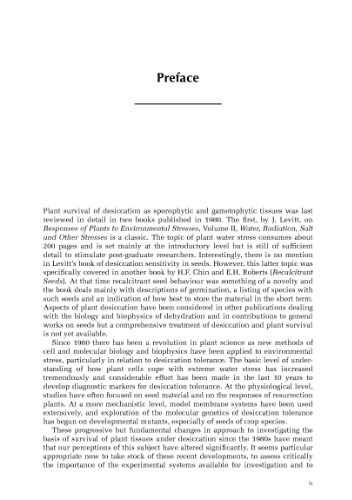 Preface
Plant survival of desiccation as sporophytic and gametophytic tissues was last
reviewed in detail in two books published in 1980. The first, by J. Levitt, on
Responses of Plants to Environmental Stresses, Volume II, Water, Radiation, Salt
and Other Stresses is a classic. The topic of plant water stress consumes about
200 pages and is set mainly at the introductory level but is still of sufficient
detail to stimulate post-graduate researchers. Interestingly, there is no mention
in Levitt's book of desiccation sensitivity in seeds. However, this latter topic was
specifically covered in another book by H.F. Chin and E.H. Roberts (Recalcitrant
Seeds). At that time recalcitrant seed behaviour was something of a novelty and
the book deals mainly with descriptions of germination, a listing of species with
such seeds and an indication of how best to store the material in the short term.
Aspects of plant desiccation have been considered in other publications dealing
with the biology and biophysics of dehydration and in contributions to general
works on seeds but a comprehensive treatment of desiccation and plant survival
is not yet available.
Since 1980 there has been a revolution in plant science as new methods of
cell and molecular biology and biophysics have been applied to environmental
stress, particularly in relation to desiccation tolerance. The basic level of under-
standing of how plant cells cope with extreme water stress has increased
tremendously and considerable effort has been made in the last 10 years to
develop diagnostic markers for desiccation tolerance. At the physiological level,
studies have often focused on seed material and on the responses of resurrection
plants. At a more mechanistic level, model membrane systems have been used
extensively, and exploration of the molecular genetics of desiccation tolerance
has begun on developmental mutants, especially of seeds of crop species.
These progressive but fundamental changes in approach to investigating the
basis of survival of plant tissues under desiccation since the 1980s have meant
that our perceptions of this subject have altered significantly. It seems particular
appropriate now to take stock of these recent developments, to assess critically
the importance of the experimental systems available for investigation and to
ix